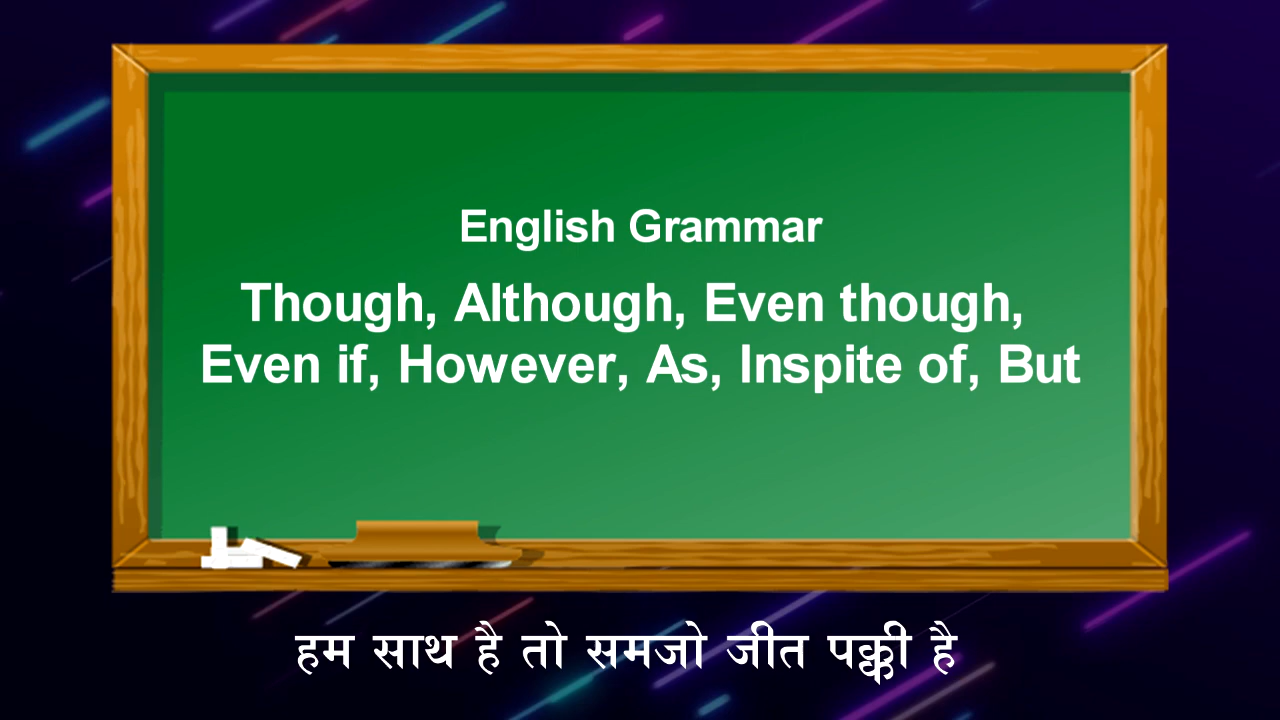 English Grammar
Though, Although, Even though,
Even if, However, As, Inspite of, But
हम साथ है तो समजो जीत पक्की है